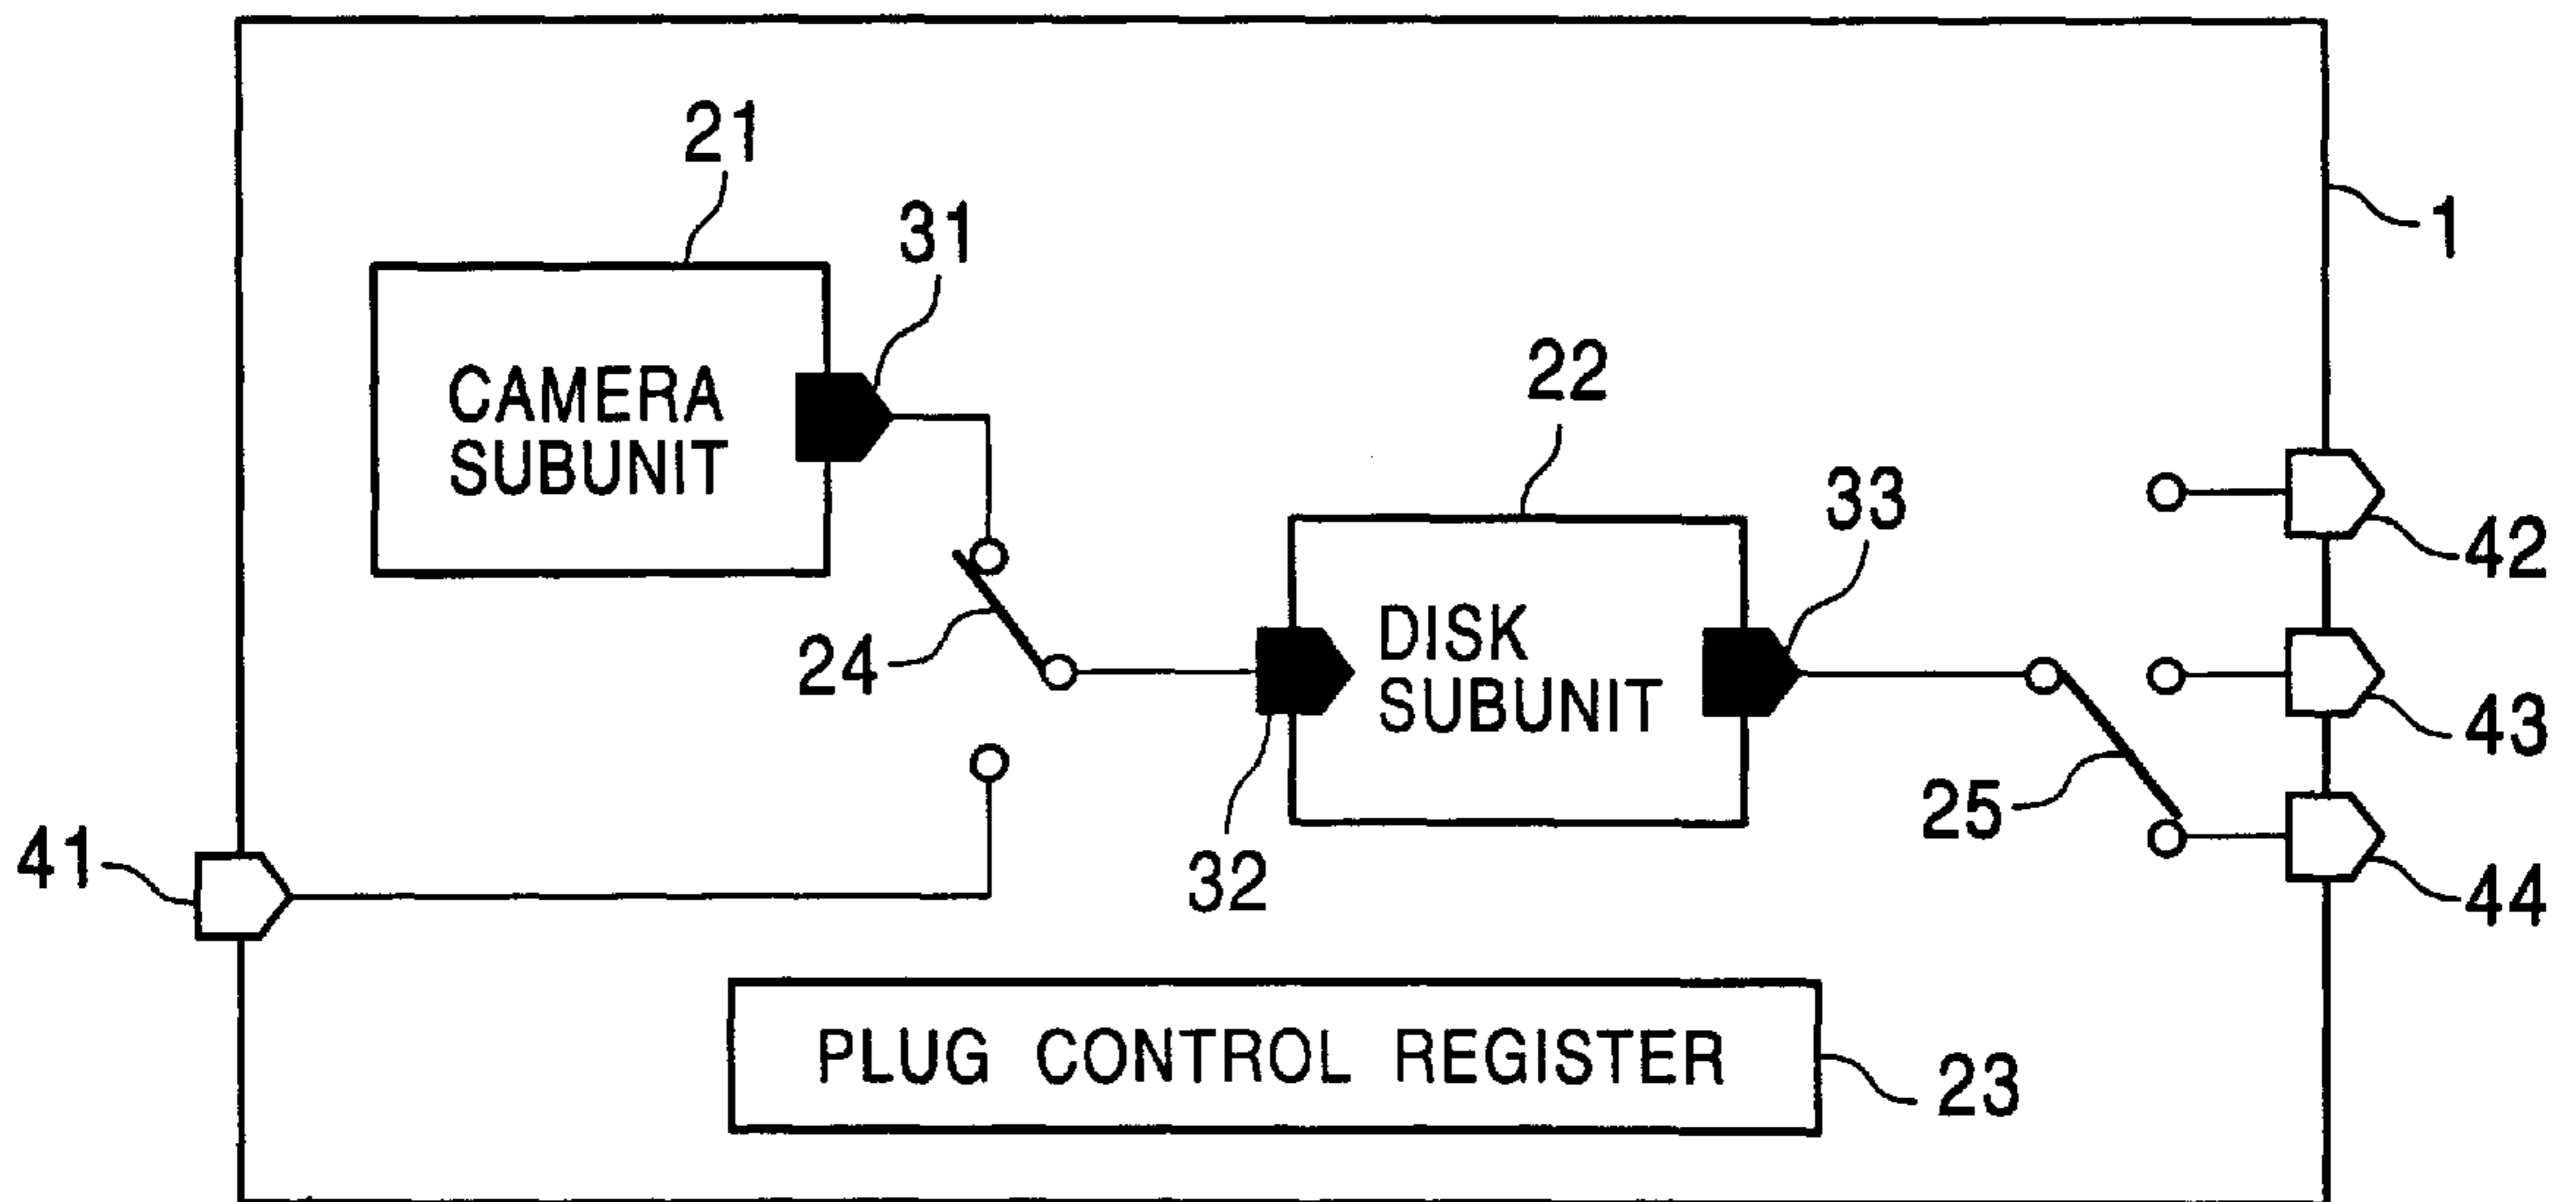 21
31
1
CAMERA
SUBUNIT
22
33
42
24
DISK
SUBUNIT
43
25
41
32
44
PLUG CONTROL REGISTER
23